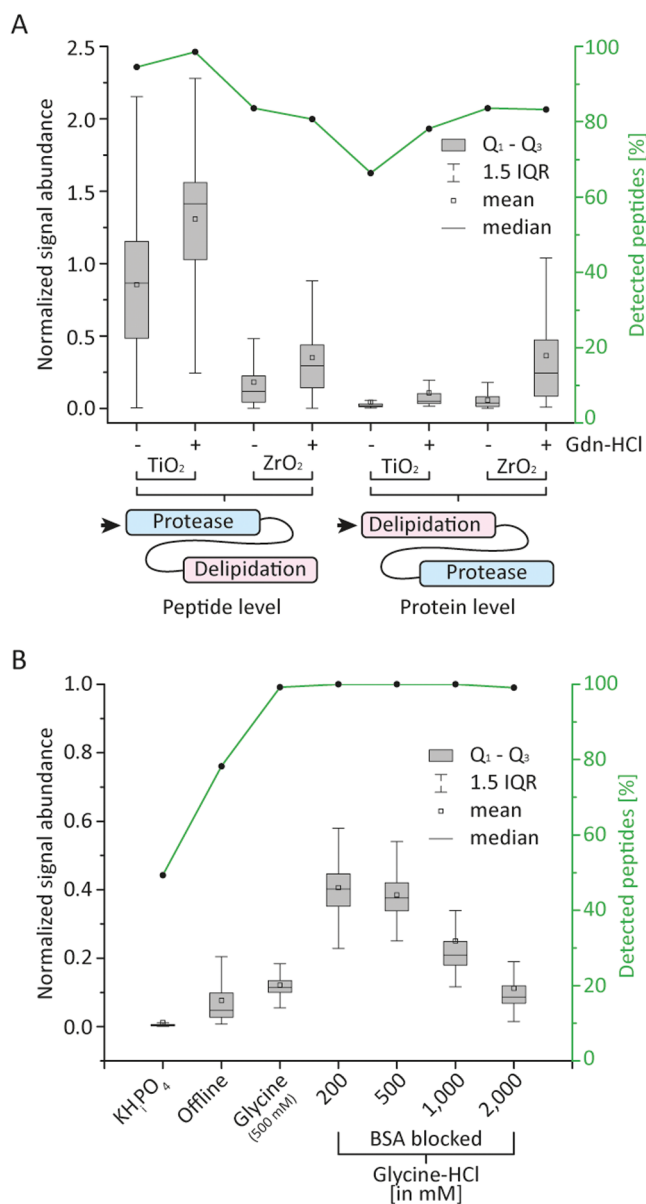 A
Normalized signal abundance
2.5
2.0
1.5
1.0
0.5
0.0
Q1 - Q3
1.5 IQR
mean
median
100
80
60
40
20
0
Detected peptides [%]
- + - + - + - + Gdn-HCl
TiO2 ZrO2 TiO2 ZrO2
Protease
Delipidation
Peptide level
Delipidation
Protease
Protein level
B
Normalized signal abundance
1.0
0.8
0.6
0.4
0.2
0.0
Q1 - Q3
1.5 IQR
mean
median
100
80
60
40
20
0
Detected peptides [%]
KHiPO4
Offline
Glycine
(500 mM)
200
500
1,000
2,000
BSA blocked
Glycine-HCl
[in mM]